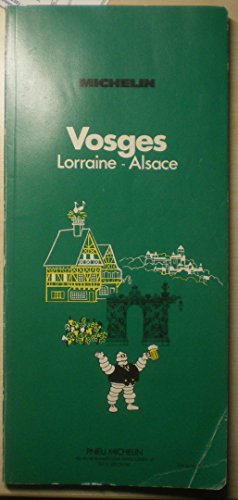 MICHELIN
Vosges
Lorraine - Alsace
PNEU MICHELIN